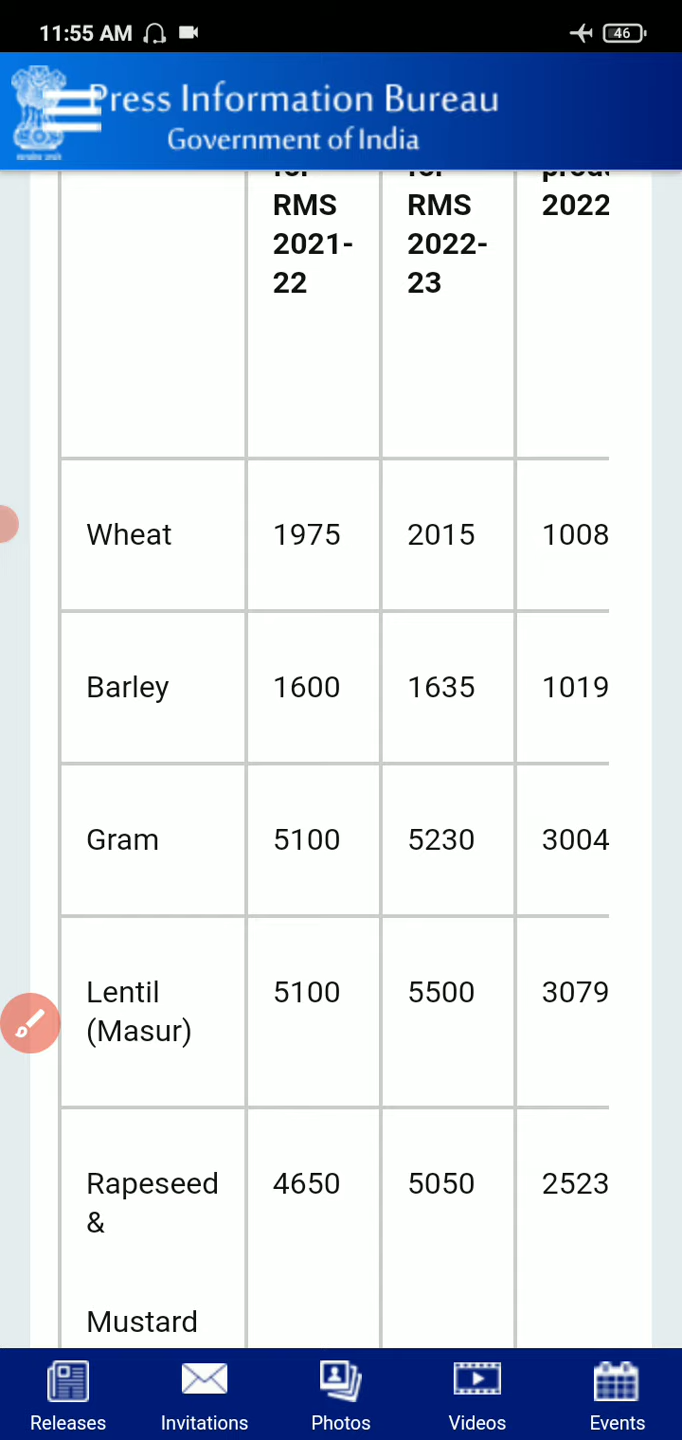 11:55 AM
46
Press Information Bureau
Government of India
for for
RMS RMS 2022
2021- 2022-
22 23
Wheat 1975 2015 1008
Barley 1600 1635 1019
Gram 5100 5230 3004
Lentil 5100 5500 3079
(Masur)
Rapeseed 4650 5050 2523
&
Mustard
Releases Invitations Photos Videos Events